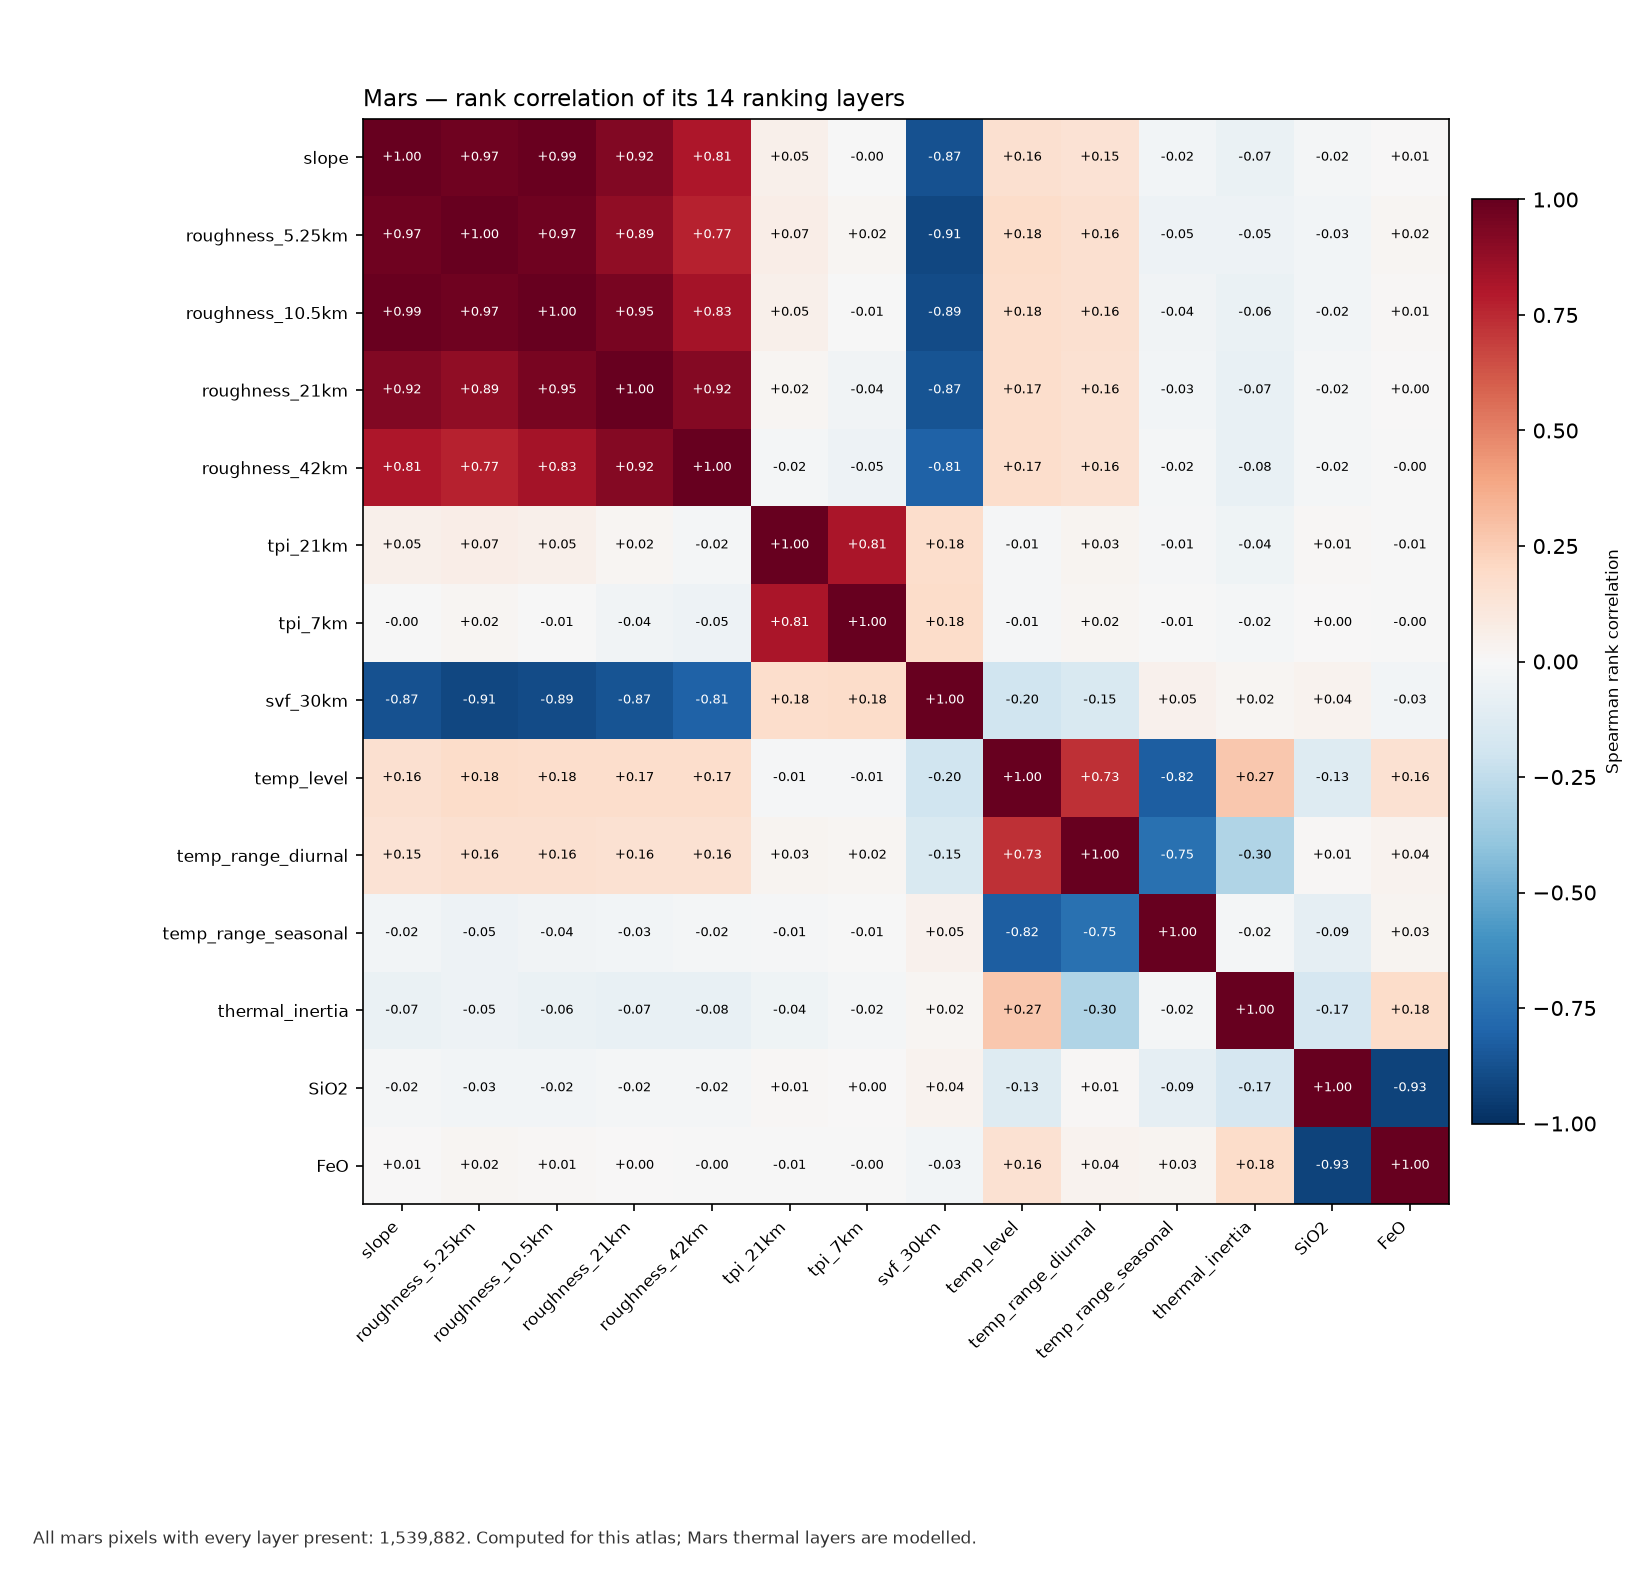 Mars — rank correlation of its 14 ranking layers
slope +1.00 +0.97 +0.99 +0.92 +0.81 +0.05 -0.00 -0.87 +0.16 +0.15 -0.02 -0.07 -0.02 +0.01
roughness_5.25km +0.97 +1.00 +0.97 +0.89 +0.77 +0.07 +0.02 -0.91 +0.18 +0.16 -0.05 -0.05 -0.03 +0.02
roughness_10.5km +0.99 +0.97 +1.00 +0.95 +0.83 +0.05 -0.01 -0.89 +0.18 +0.16 -0.04 -0.06 -0.02 +0.01
roughness_21km +0.92 +0.89 +0.95 +1.00 +0.92 +0.02 -0.04 -0.87 +0.17 +0.16 -0.03 -0.07 -0.02 +0.00
roughness_42km +0.81 +0.77 +0.83 +0.92 +1.00 -0.02 -0.05 -0.81 +0.17 +0.16 -0.02 -0.08 -0.02 -0.00
tpi_21km +0.05 +0.07 +0.05 +0.02 -0.02 +1.00 +0.81 +0.18 -0.01 +0.03 -0.01 -0.04 +0.01 -0.01
tpi_7km -0.00 +0.02 -0.01 -0.04 -0.05 +0.81 +1.00 +0.18 -0.01 +0.02 -0.01 -0.02 +0.00 -0.00
svf_30km -0.87 -0.91 -0.89 -0.87 -0.81 +0.18 +0.18 +1.00 -0.20 -0.15 +0.05 +0.02 +0.04 -0.03
temp_level +0.16 +0.18 +0.18 +0.17 +0.17 -0.01 -0.01 -0.20 +1.00 +0.73 -0.82 +0.27 -0.13 +0.16
temp_range_diurnal +0.15 +0.16 +0.16 +0.16 +0.16 +0.03 +0.02 -0.15 +0.73 +1.00 -0.75 -0.30 +0.01 +0.04
temp_range_seasonal -0.02 -0.05 -0.04 -0.03 -0.02 -0.01 -0.01 +0.05 -0.82 -0.75 +1.00 -0.02 -0.09 +0.03
thermal_inertia -0.07 -0.05 -0.06 -0.07 -0.08 -0.04 -0.02 +0.02 +0.27 -0.30 -0.02 +1.00 -0.17 +0.18
SiO2 -0.02 -0.03 -0.02 -0.02 -0.02 +0.01 +0.00 +0.04 -0.13 +0.01 -0.09 -0.17 +1.00 -0.93
FeO +0.01 +0.02 +0.01 +0.00 -0.00 -0.01 -0.00 -0.03 +0.16 +0.04 +0.03 +0.18 -0.93 +1.00
slope
roughness_5.25km
roughness_10.5km
roughness_21km
roughness_42km
tpi_21km
tpi_7km
svf_30km
temp_level
temp_range_diurnal
temp_range_seasonal
thermal_inertia
SiO2
FeO
1.00
0.75
0.50
0.25
0.00
−0.25
−0.50
−0.75
−1.00
Spearman rank correlation
All mars pixels with every layer present: 1,539,882. Computed for this atlas; Mars thermal layers are modelled.